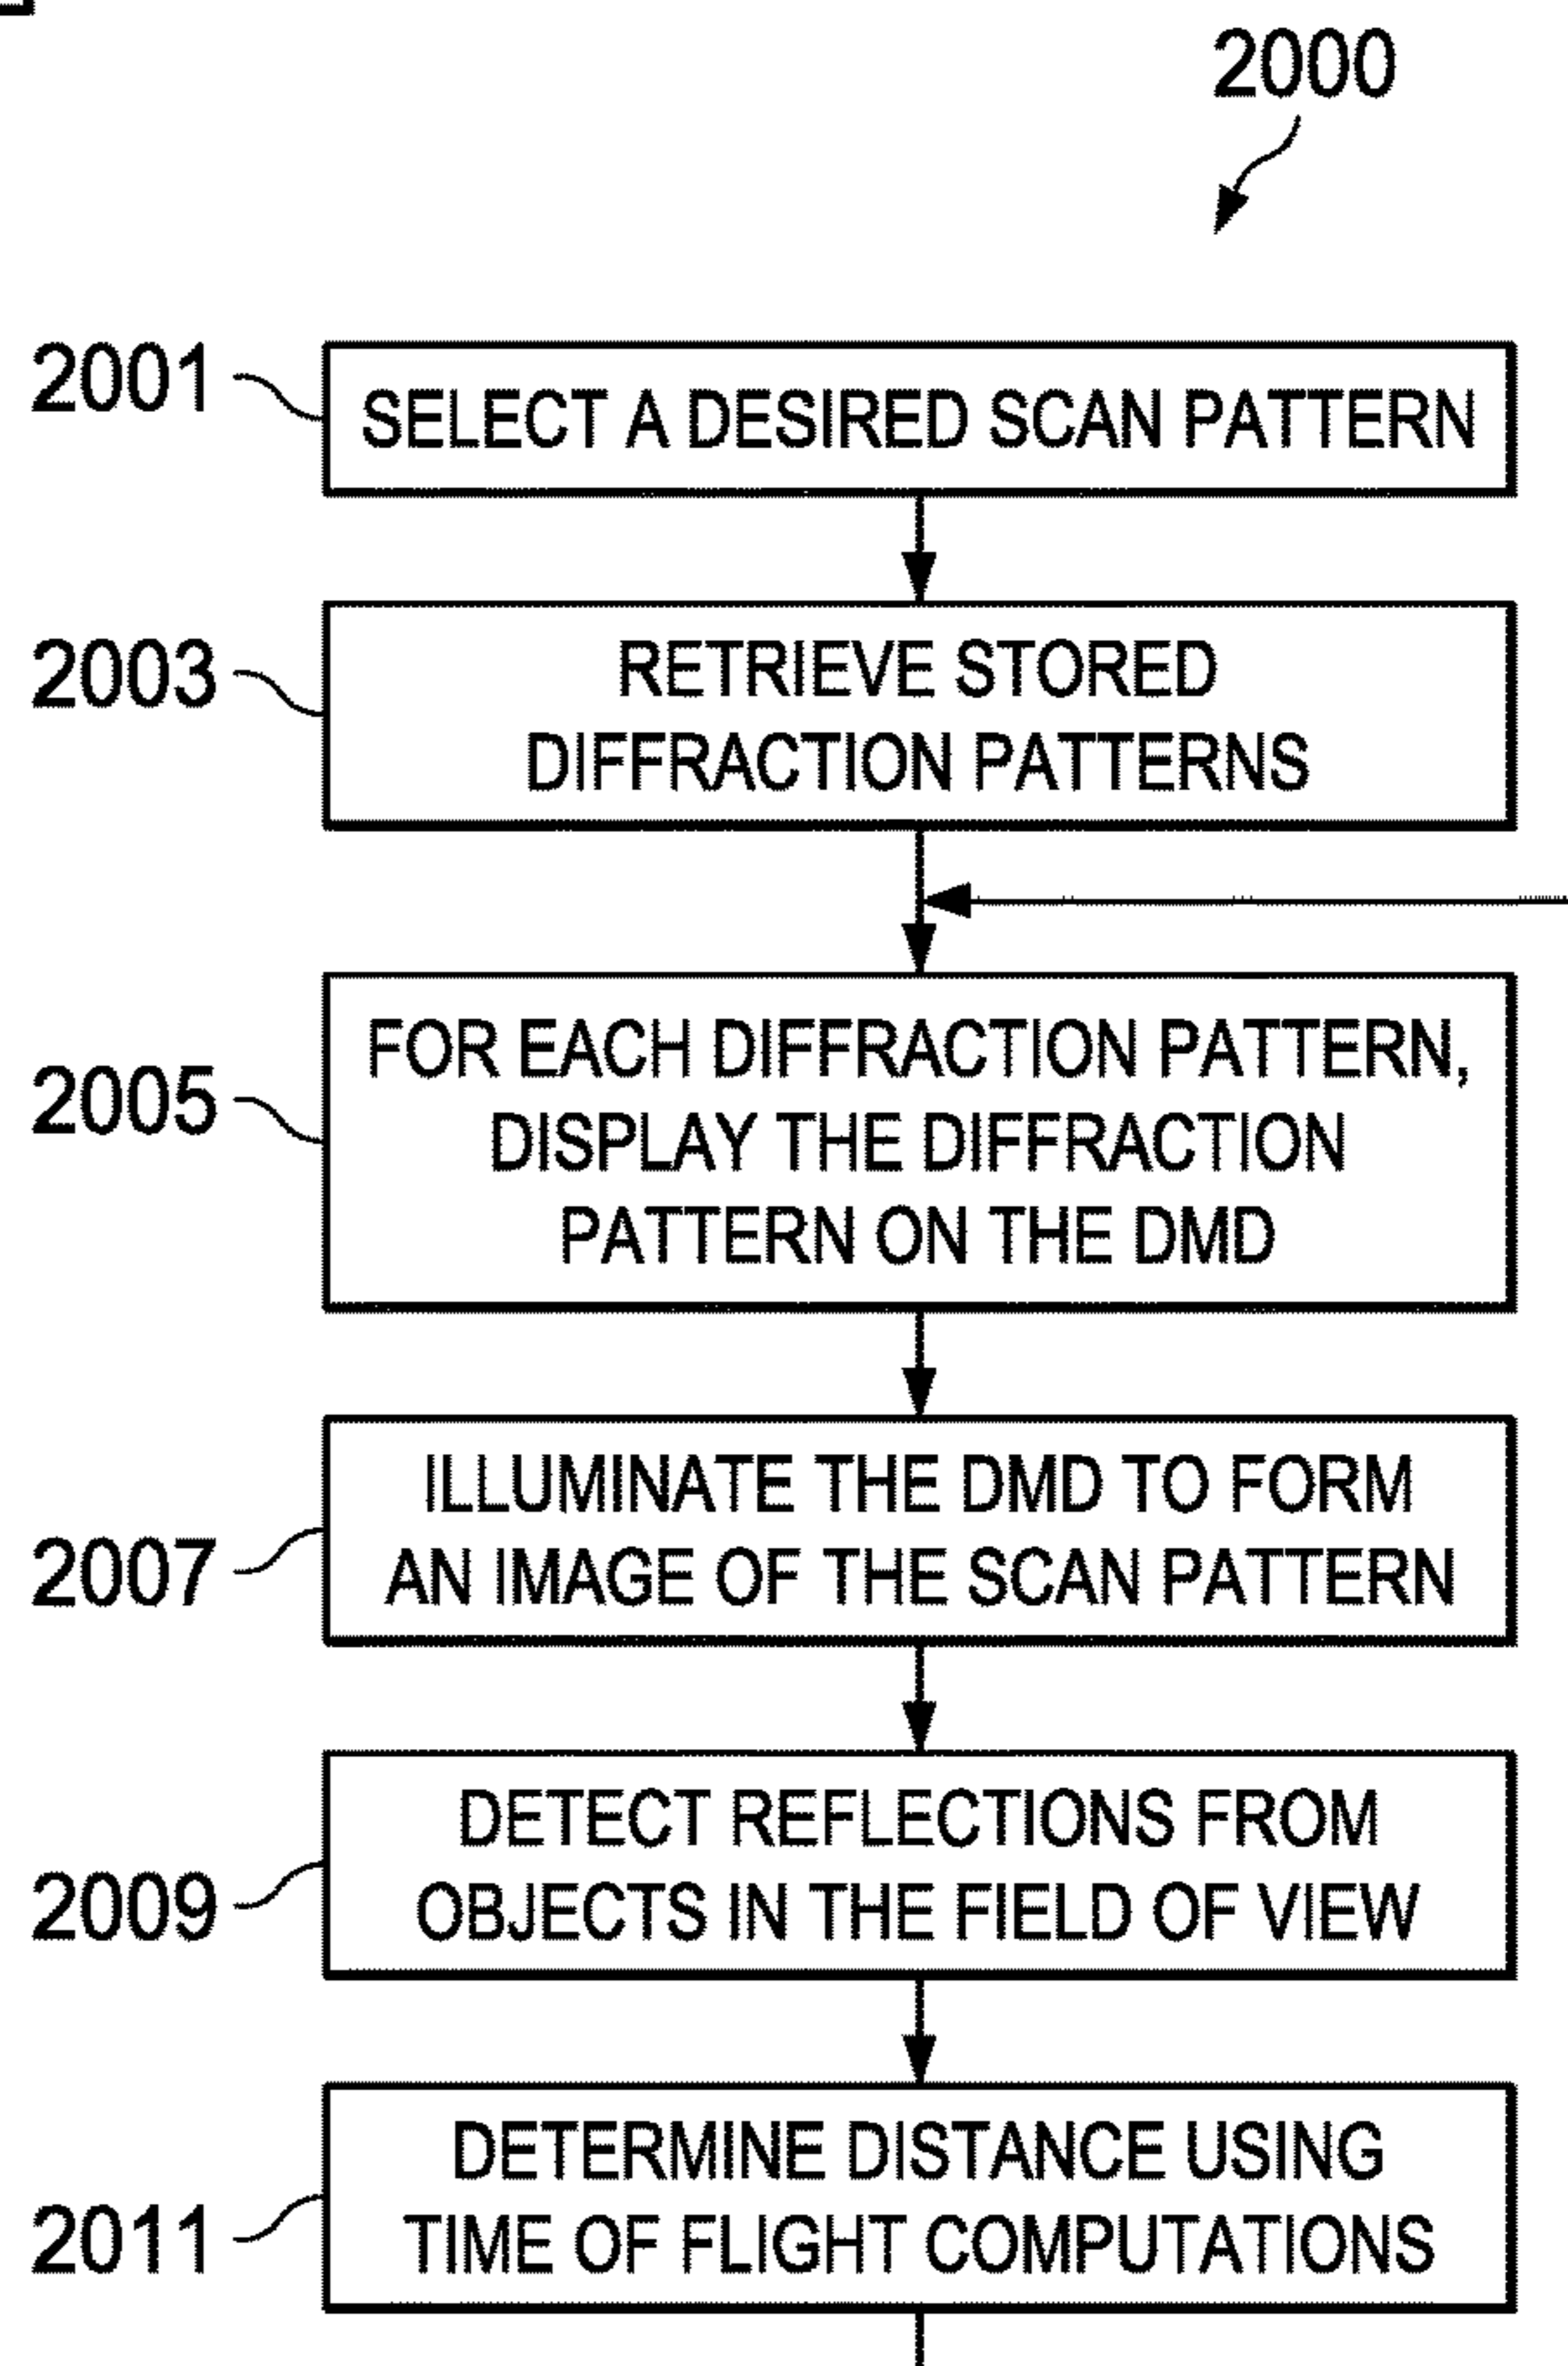 2000
2001
SELECT A DESIRED SCAN PATTERN
2003
RETRIEVE STORED
DIFFRACTION PATTERNS
2005
FOR EACH DIFFRACTION PATTERN,
DISPLAY THE DIFFRACTION
PATTERN ON THE DMD
2007
ILLUMINATE THE DMD TO FORM
AN IMAGE OF THE SCAN PATTERN
2009
DETECT REFLECTIONS FROM
OBJECTS IN THE FIELD OF VIEW
2011
DETERMINE DISTANCE USING
TIME OF FLIGHT COMPUTATIONS